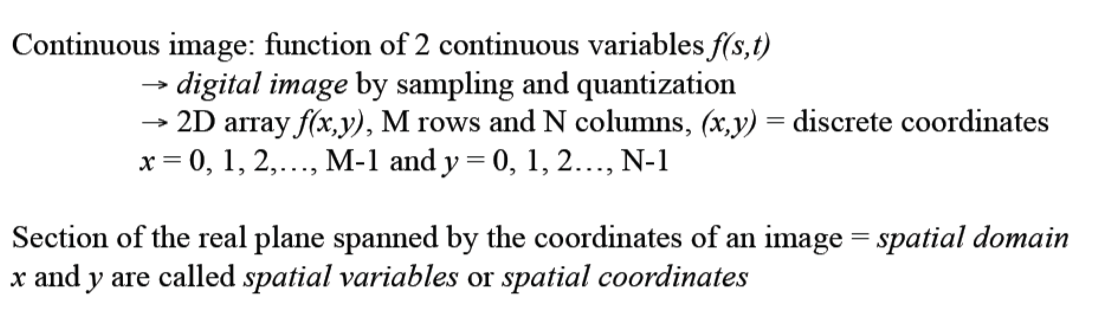 Continuous image: function of 2 continuous variables f(s,t)
→ digital image by sampling and quantization
→ 2D array f(x,y), M rows and N columns, (x,y) = discrete coordinates
x = 0, 1, 2,…, M-1 and y = 0, 1, 2…, N-1
Section of the real plane spanned by the coordinates of an image = spatial domain
x and y are called spatial variables or spatial coordinates